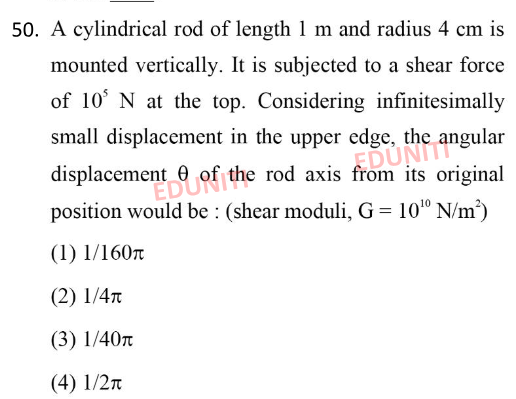 50. A cylindrical rod of length 1 m and radius 4 cm is
mounted vertically. It is subjected to a shear force
of 10⁵ N at the top. Considering infinitesimally
small displacement in the upper edge, the angular
displacement θ of the rod axis from its original
position would be : (shear moduli, G = 10¹⁰ N/m²)
EDUNITI
EDUNITI
(1) 1/160π
(2) 1/4π
(3) 1/40π
(4) 1/2π